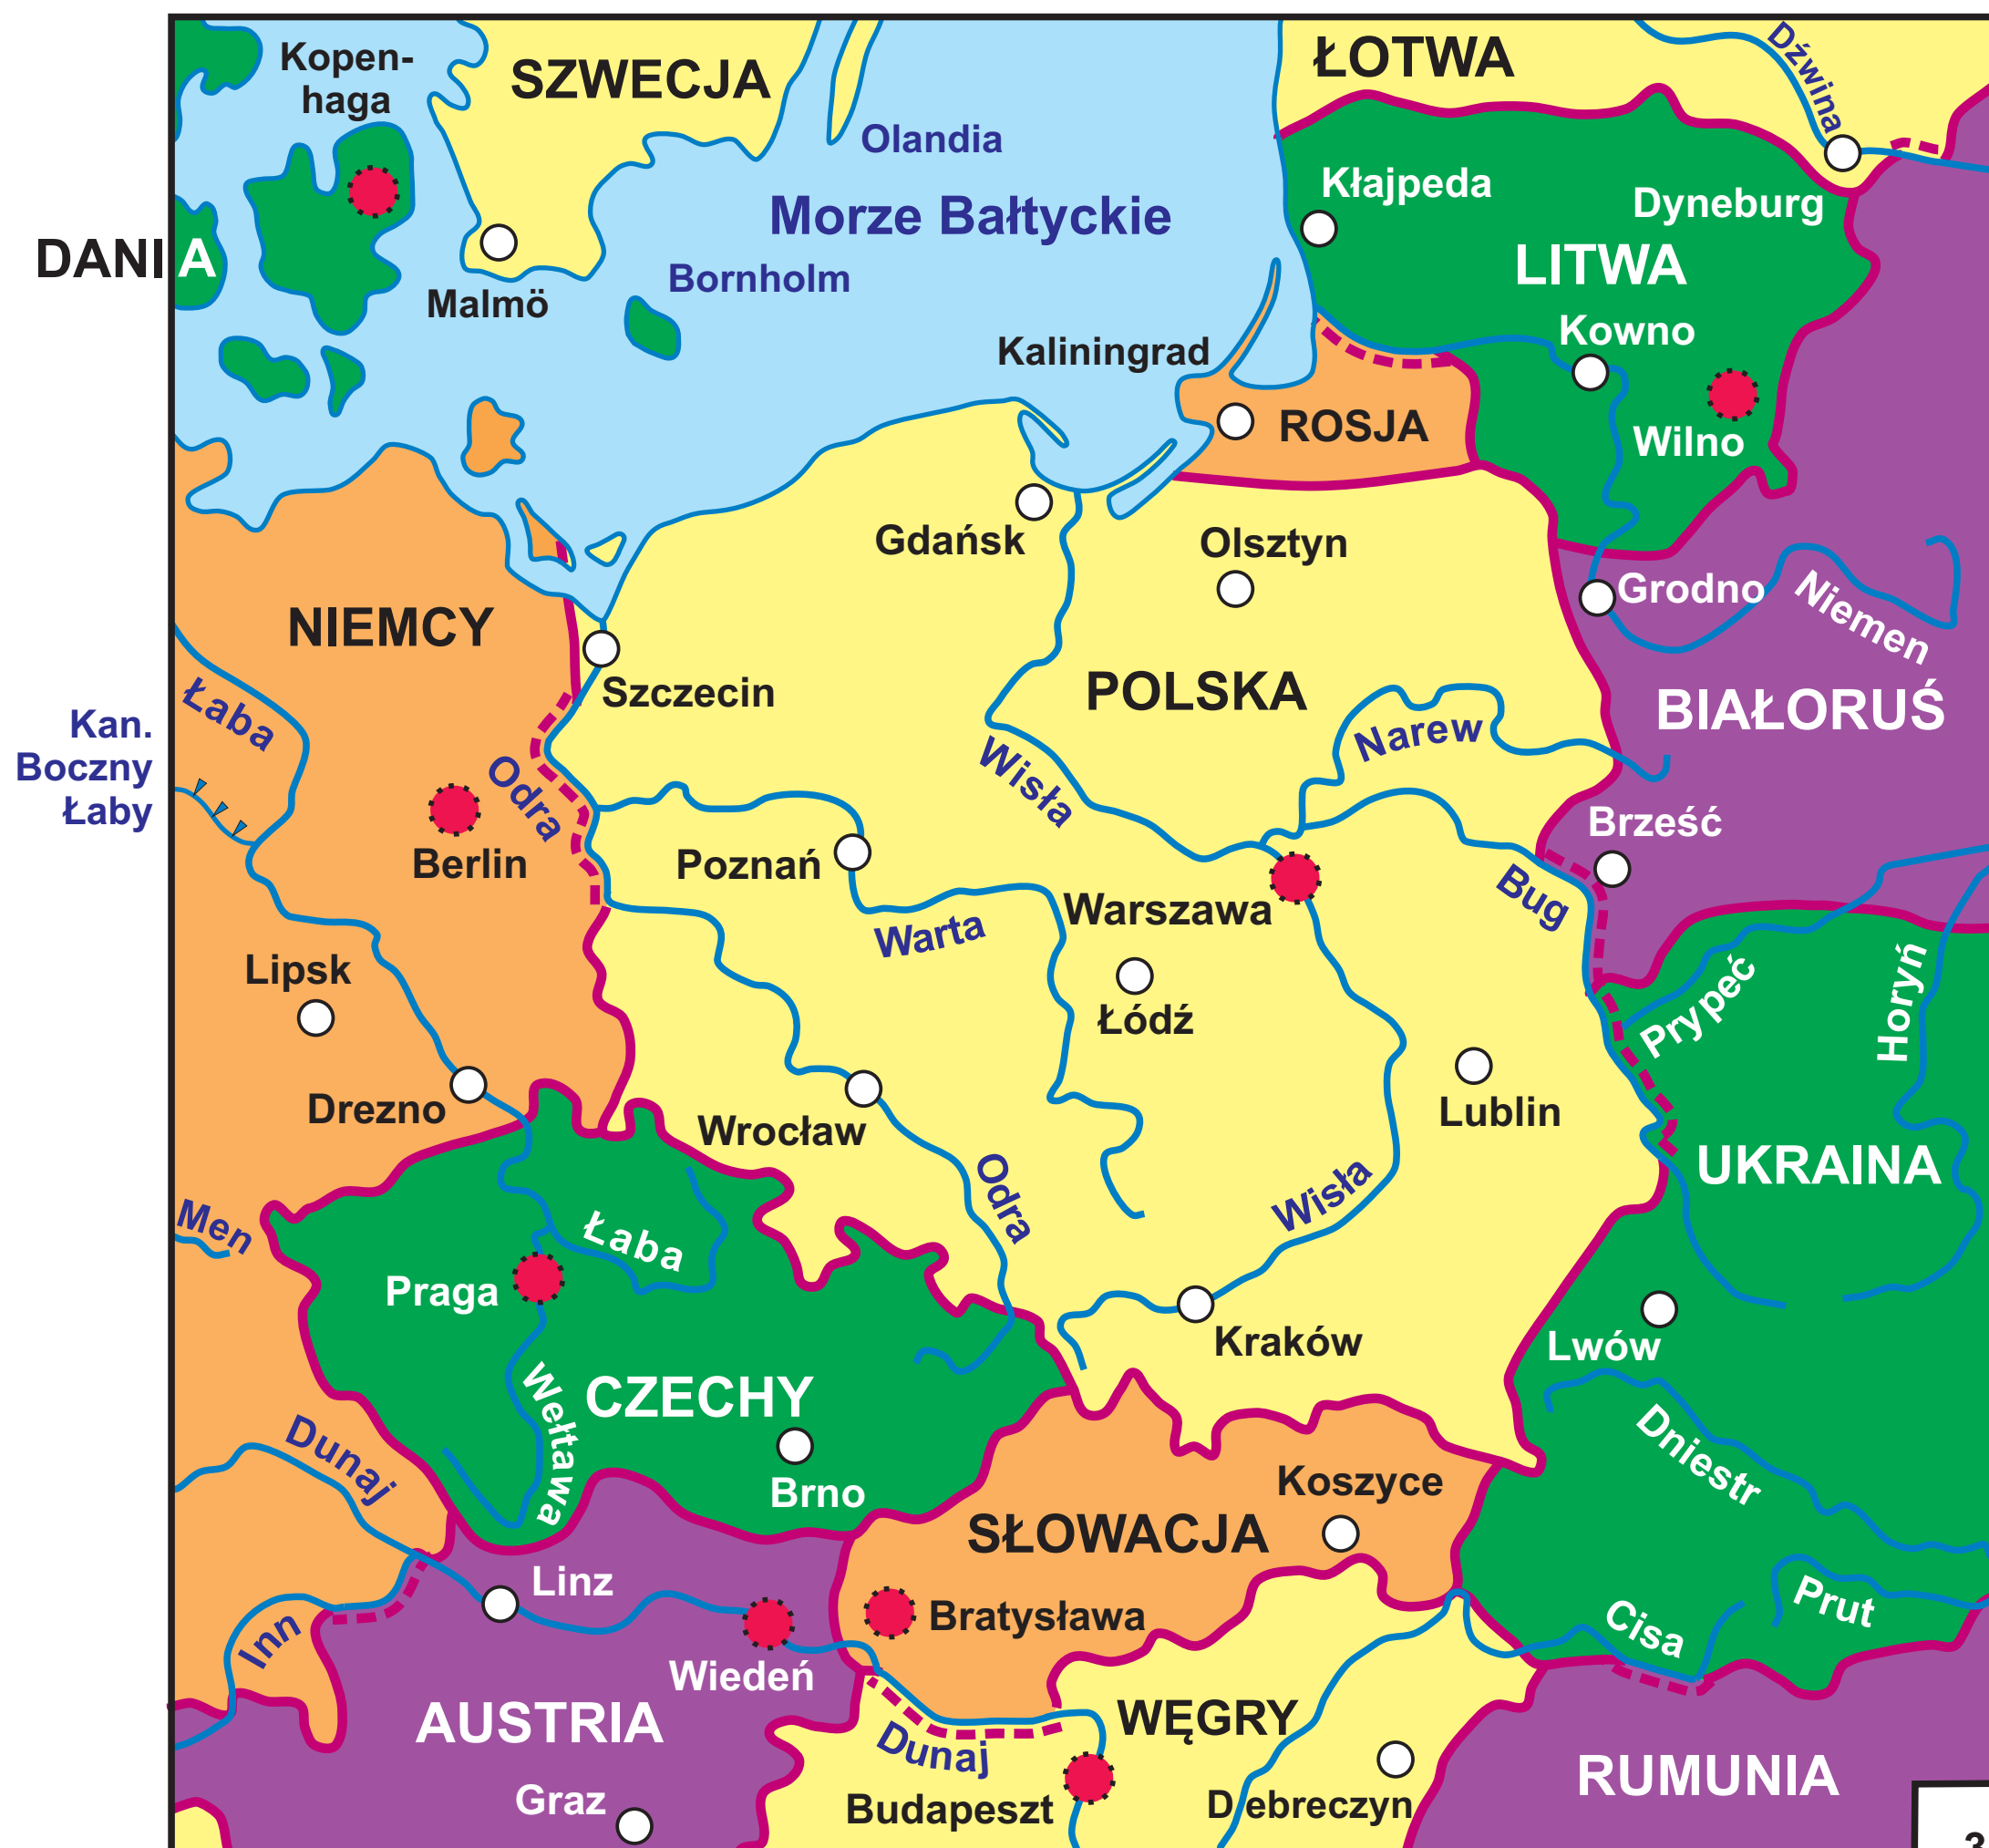 Kopen-
haga
SZWECJA
ŁOTWA
Dźwina
Olandia
Morze Bałtyckie
Kłajpeda
Dyneburg
DANIA
LITWA
Malmö
Bornholm
Kaliningrad
Kowno
ROSJA
Wilno
Gdańsk
Olsztyn
Grodno
Niemen
NIEMCY
Szczecin
POLSKA
BIAŁORUŚ
Łaba
Kan.
Boczny
Łaby
Odra
Wisła
Narew
Brześć
Berlin
Poznań
Warszawa
Bug
Warta
Lipsk
Łódź
Prypeć
Horyń
Drezno
Wrocław
Lublin
UKRAINA
Men
Łaba
Odra
Wisła
Praga
Kraków
Lwów
CZECHY
Wełtawa
Dunaj
Brno
Koszyce
Dniestr
SŁOWACJA
Linz
Bratysława
Cisa
Prut
Inn
Wiedeń
AUSTRIA
WĘGRY
Dunaj
RUMUNIA
Graz
Budapeszt
Debreczyn